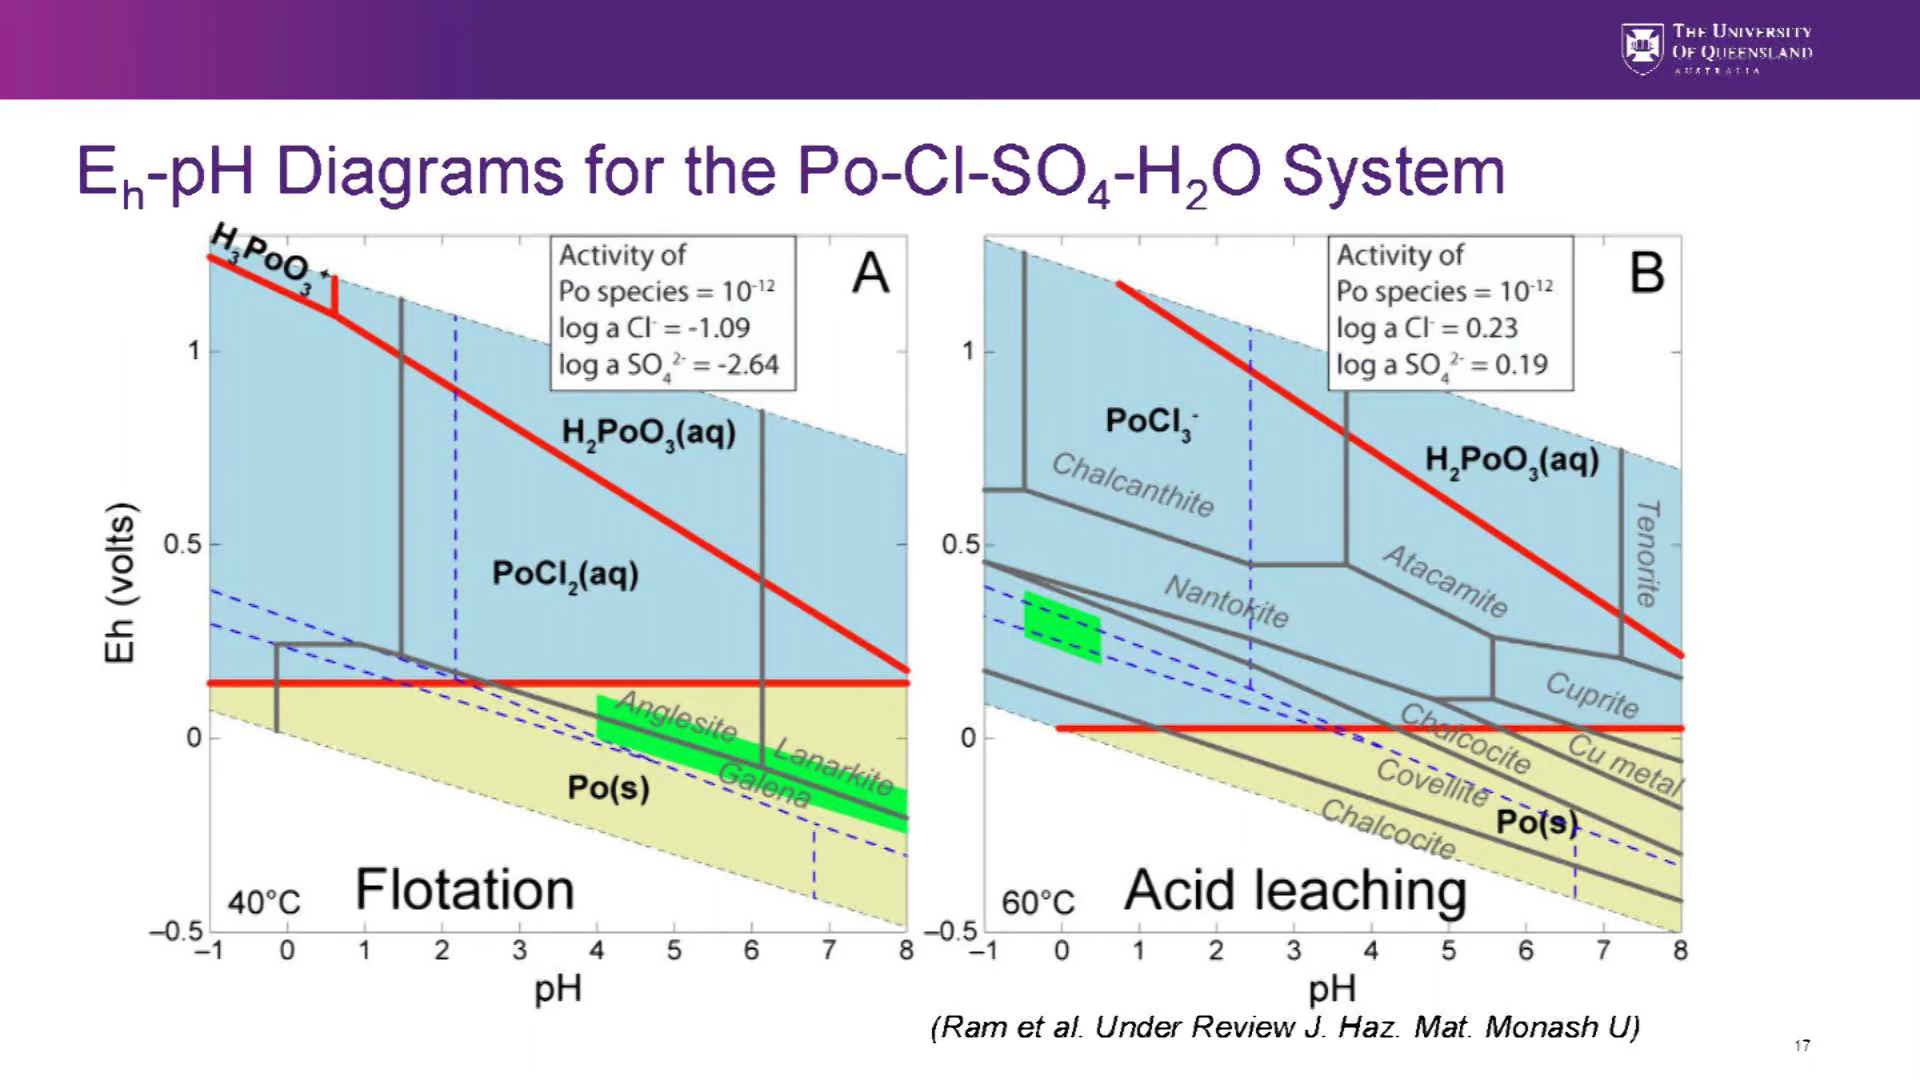 THE UNIVERSITY
OF QUEENSLAND
AUSTRALIA
Eₕ-pH Diagrams for the Po-Cl-SO₄-H₂O System
H₃PoO₃⁺
Activity of
Po species = 10⁻¹²
log a Cl⁻ = -1.09
log a SO₄²⁻ = -2.64
A
H₂PoO₃(aq)
PoCl₂(aq)
Anglesite
Lanarkite
Galena
Po(s)
40°C
Flotation
Eh (volts)
1
0.5
0
–0.5
–1 0 1 2 3 4 5 6 7 8
pH
Activity of
Po species = 10⁻¹²
log a Cl⁻ = 0.23
log a SO₄²⁻ = 0.19
B
PoCl₃⁻
H₂PoO₃(aq)
Chalcanthite
Tenorite
Atacamite
Nantokite
Cuprite
Chalcocite
Cu metal
Covellite
Po(s)
Chalcocite
60°C
Acid leaching
1
0.5
0
–0.5
–1 0 1 2 3 4 5 6 7 8
pH
(Ram et al. Under Review J. Haz. Mat. Monash U)
17